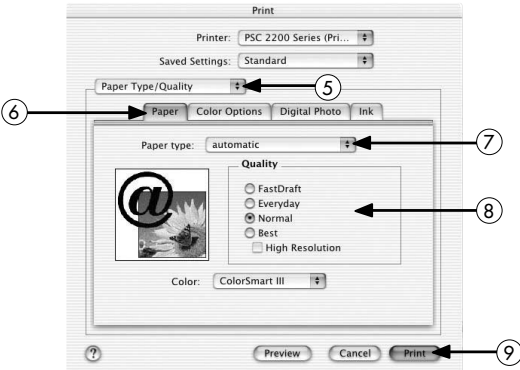 Print
Printer: PSC 2200 Series (Pri...
Saved Settings: Standard
Paper Type/Quality 5
6 Paper Color Options Digital Photo Ink
Paper type: automatic 7
Quality
@
FastDraft
Everyday
Normal 8
Best
High Resolution
Color: ColorSmart III
? Preview Cancel Print 9